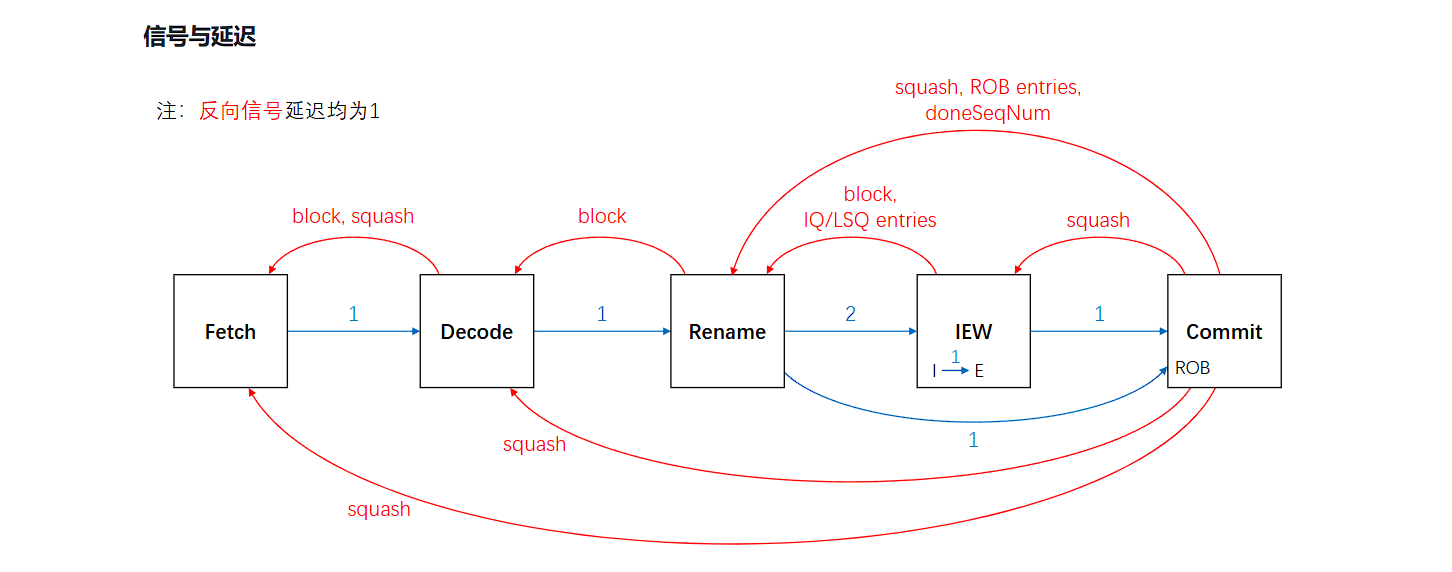 信号与延迟
注：反向信号延迟均为1
squash, ROB entries,
doneSeqNum
block,
IQ/LSQ entries
block, squash
block
squash
Fetch
1
Decode
1
Rename
2
IEW
1
Commit
I
1
E
ROB
1
squash
squash